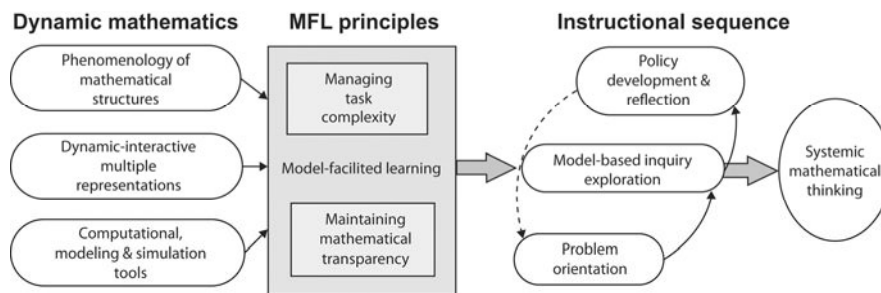 Dynamic mathematics
Phenomenology of
mathematical
structures
Dynamic-interactive
multiple
representations
Computational,
modeling & simulation
tools
MFL principles
Managing
task
complexity
Model-facilited learning
Maintaining
mathematical
transparency
Instructional sequence
Policy
development &
reflection
Model-based inquiry
exploration
Problem
orientation
Systemic
mathematical
thinking